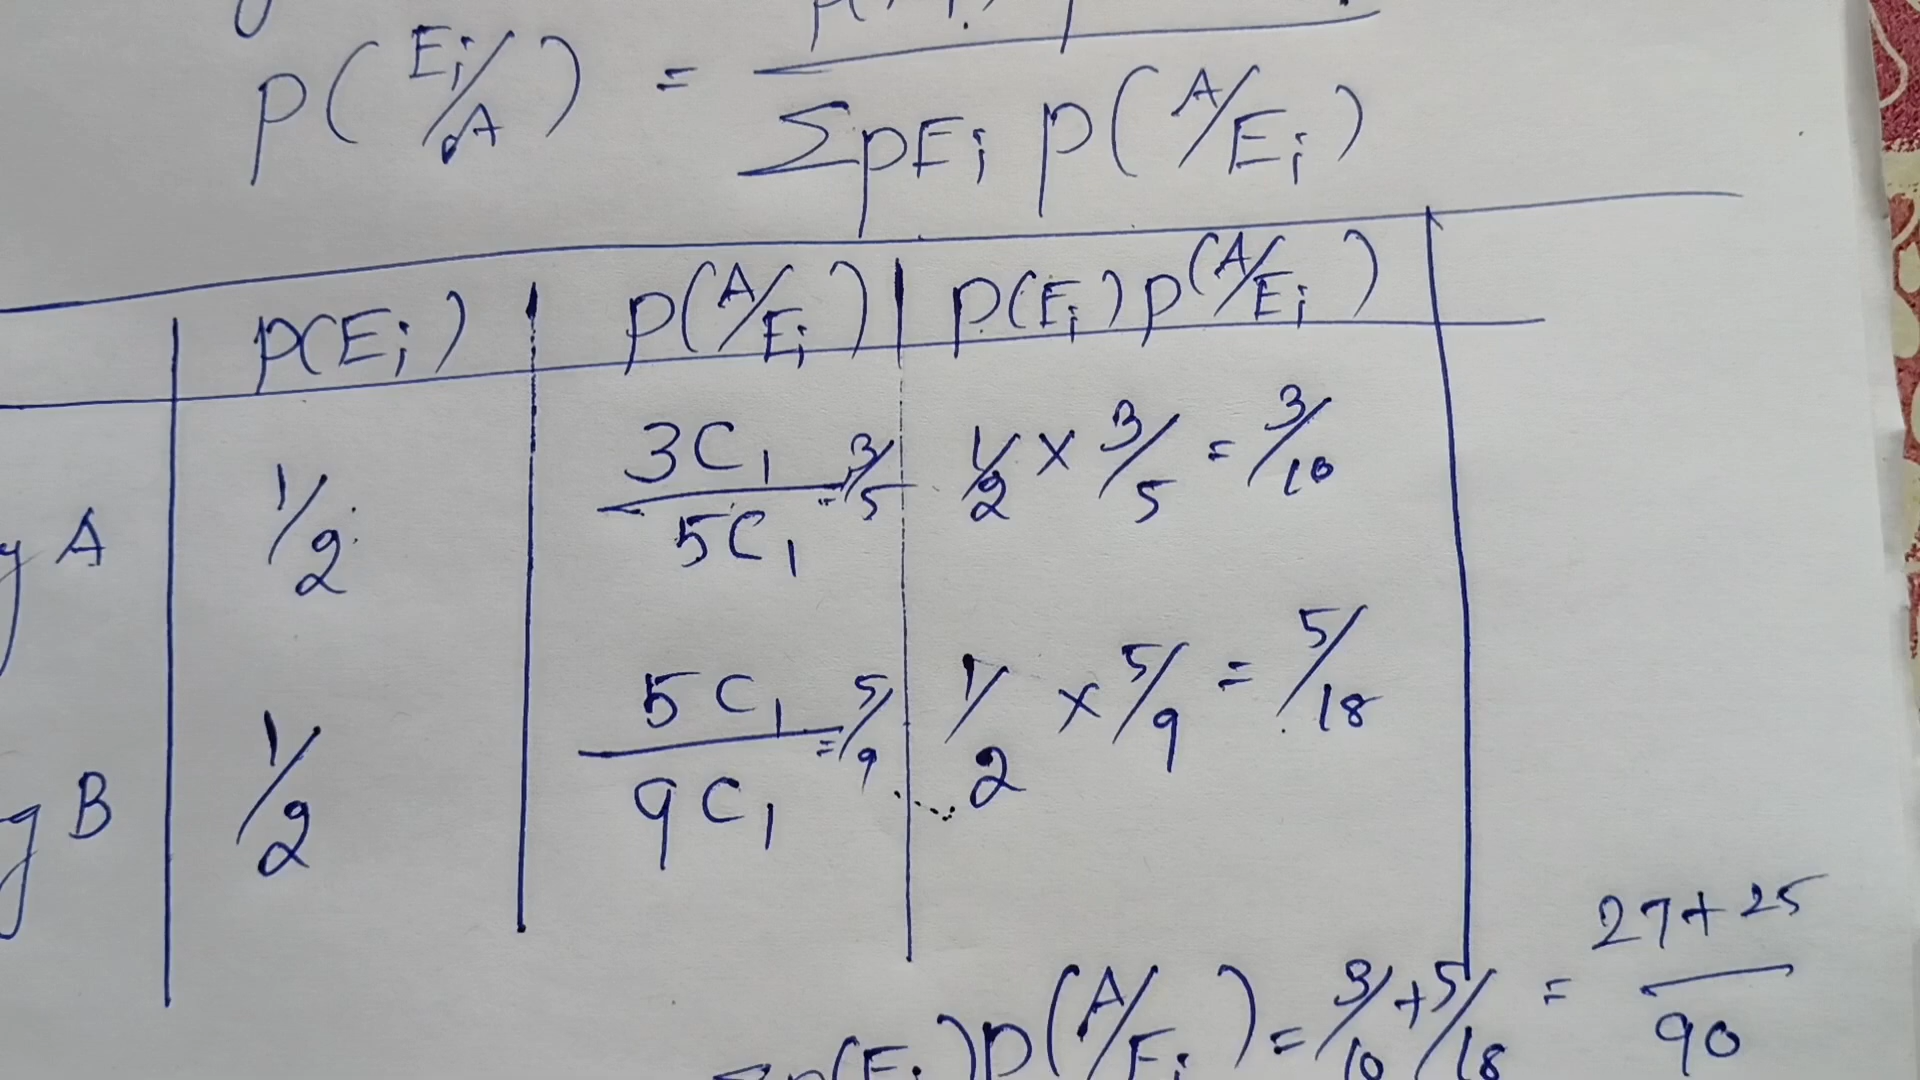 P(Ei/A) =
ΣPEi P(A/Ei)
P(Ei) P(A/Ei) P(Ei) P(A/Ei)
A 1/2 3C1/5C1 = 3/5 1/2 × 3/5 = 3/10
B 1/2 5C1/9C1 = 5/9 1/2 × 5/9 = 5/18
P(Ei) P(A/Ei) = 3/10 + 5/18 = 27+25/90